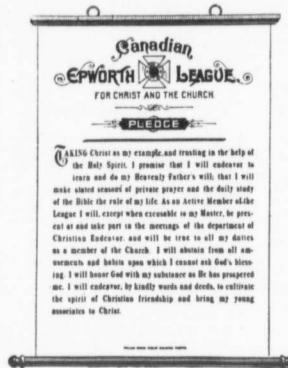 Canadian
EPWORTH LEAGUE.
FOR CHRIST AND THE CHURCH
PLEDGE
TAKING Christ as my example, and trusting in the help of
the Holy Spirit, I promise that I will endeavor to
learn and do my Heavenly Father's will; that I will
make stated seasons of private prayer and the daily study
of the Bible the rule of my life. As an Active Member of the
League I will, except when excusable to my Master, be pres-
ent at and take part in the meetings of the department of
Christian Endeavor, and will be true to all my duties
as a member of the Church. I will abstain from all am-
usements and habits upon which I cannot ask God's bless-
ing. I will honor God with my substance as He has prospered
me. I will endeavor, by kindly words and deeds, to cultivate
the spirit of Christian friendship and bring my young
associates to Christ.